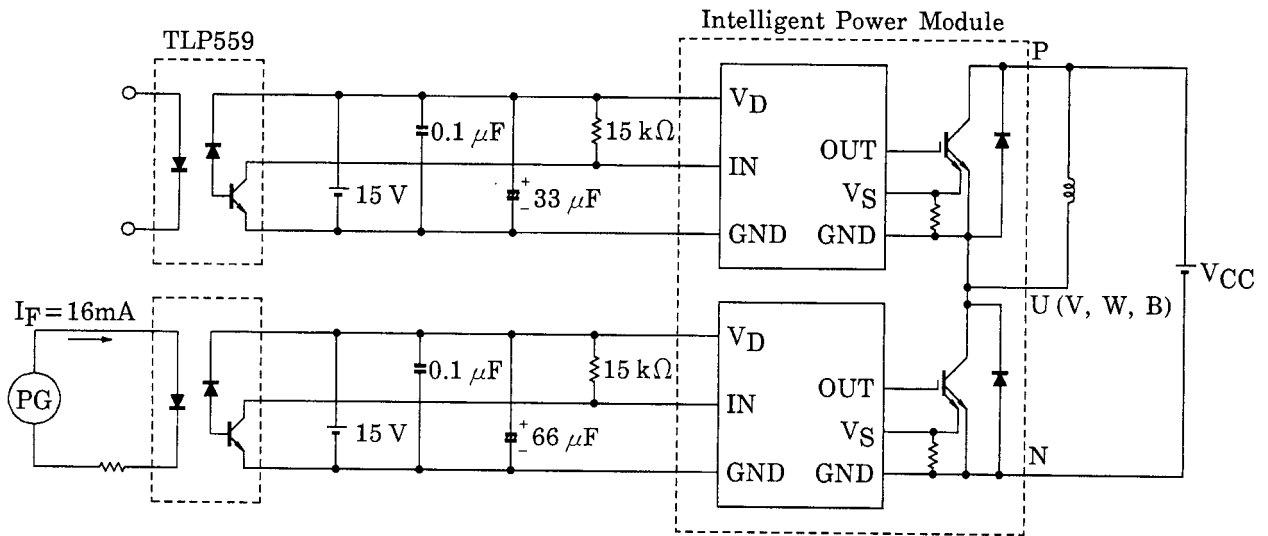 Intelligent Power Module
TLP559
P
V_D
0.1 μF
15 kΩ
OUT
IN
15 V
+
-
33 μF
V_S
GND
GND
V_CC
I_F = 16mA
U (V, W, B)
V_D
0.1 μF
15 kΩ
OUT
PG
IN
15 V
+
-
66 μF
V_S
N
GND
GND